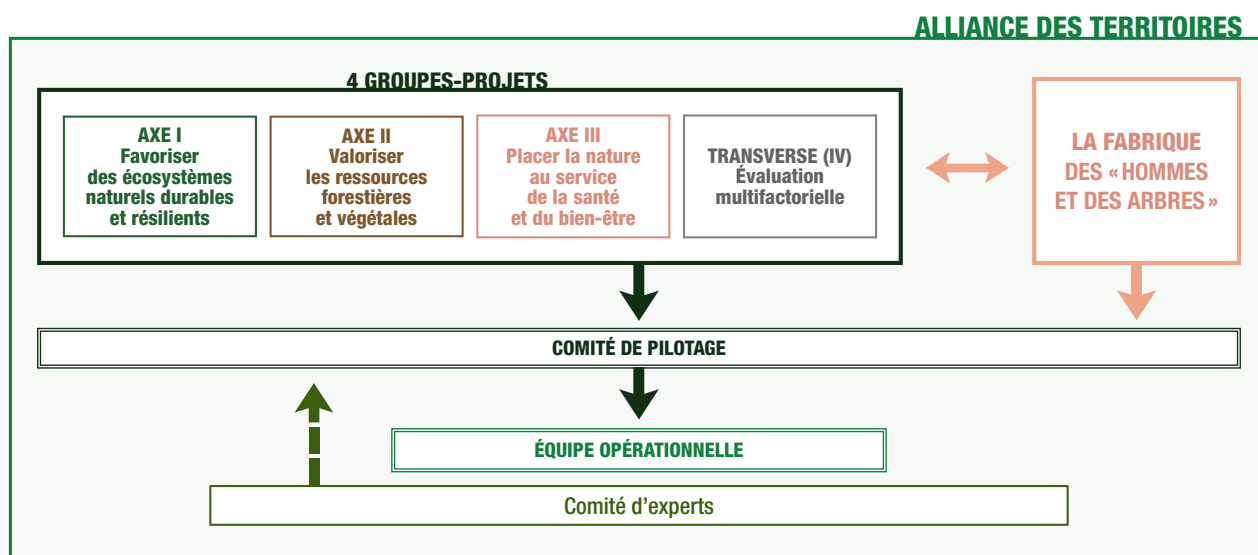 ALLIANCE DES TERRITOIRES
4 GROUPES-PROJETS
AXE I
Favoriser
des écosystèmes
naturels durables
et résilients
AXE II
Valoriser
les ressources
forestières
et végétales
AXE III
Placer la nature
au service
de la santé
et du bien-être
TRANSVERSE (IV)
Évaluation
multifactorielle
LA FABRIQUE
DES « HOMMES
ET DES ARBRES »
COMITÉ DE PILOTAGE
ÉQUIPE OPÉRATIONNELLE
Comité d’experts